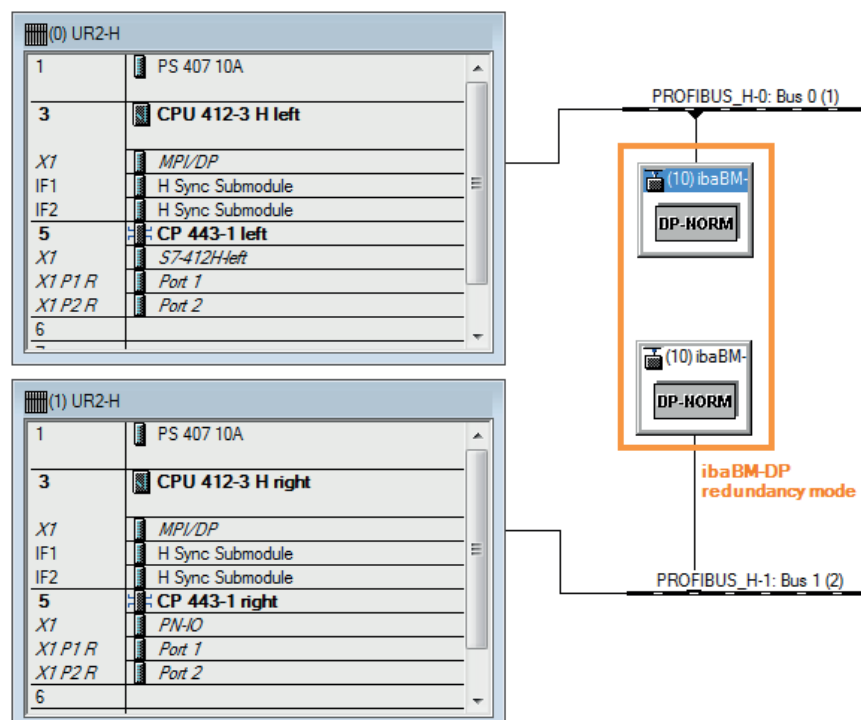 (0) UR2-H
1 PS 407 10A
3 CPU 412-3 H left
X1 MPI/DP
IF1 H Sync Submodule
IF2 H Sync Submodule
5 CP 443-1 left
X1 S7-412H-left
X1 P1 R Port 1
X1 P2 R Port 2
6
PROFIBUS_H-0: Bus 0 (1)
(10) ibaBM-
DP-NORM
(10) ibaBM-
DP-NORM
ibaBM-DP
redundancy mode
(1) UR2-H
1 PS 407 10A
3 CPU 412-3 H right
X1 MPI/DP
IF1 H Sync Submodule
IF2 H Sync Submodule
5 CP 443-1 right
X1 PN-IO
X1 P1 R Port 1
X1 P2 R Port 2
6
PROFIBUS_H-1: Bus 1 (2)